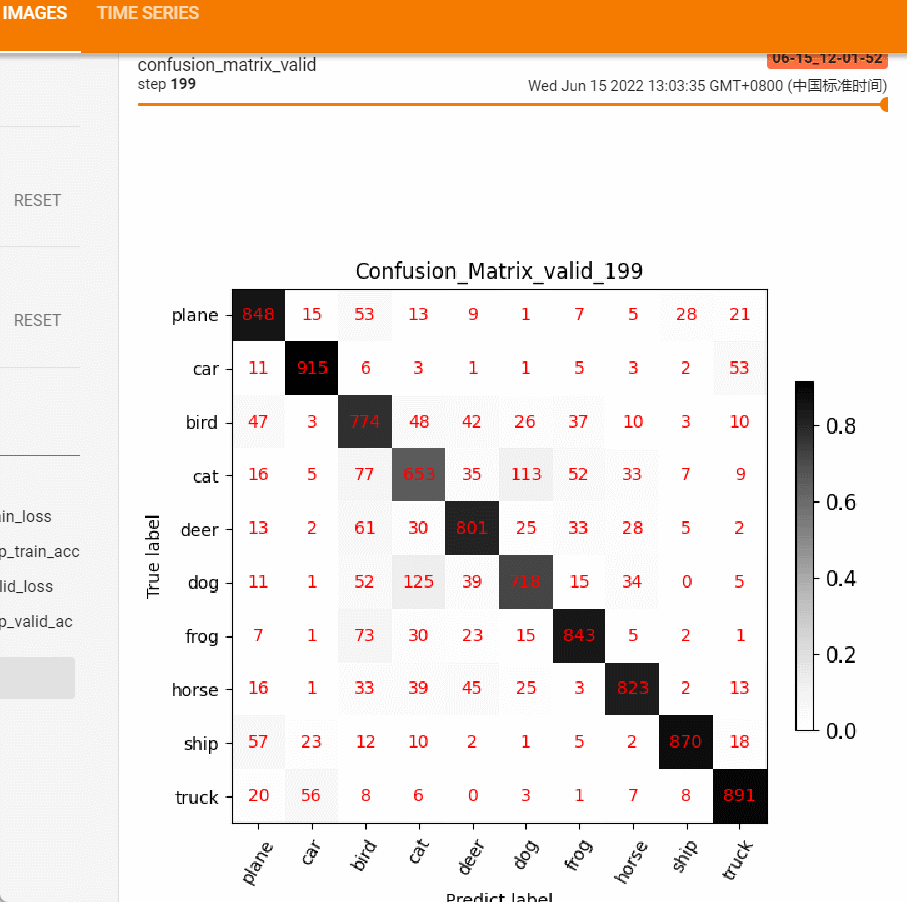 IMAGES TIME SERIES
06-15_12-01-52
confusion_matrix_valid
step 199 Wed Jun 15 2022 13:03:35 GMT+0800 (中国标准时间)
RESET
RESET
in_loss
p_train_acc
lid_loss
p_valid_ac
Confusion_Matrix_valid_199
plane 848 15 53 13 9 1 7 5 28 21
car 11 915 6 3 1 1 5 3 2 53
bird 47 3 774 48 42 26 37 10 3 10
cat 16 5 77 653 35 113 52 33 7 9
deer 13 2 61 30 801 25 33 28 5 2
dog 11 1 52 125 39 718 15 34 0 5
frog 7 1 73 30 23 15 843 5 2 1
horse 16 1 33 39 45 25 3 823 2 13
ship 57 23 12 10 2 1 5 2 870 18
truck 20 56 8 6 0 3 1 7 8 891
plane car bird cat deer dog frog horse ship truck
True label
Predict label
0.8
0.6
0.4
0.2
0.0